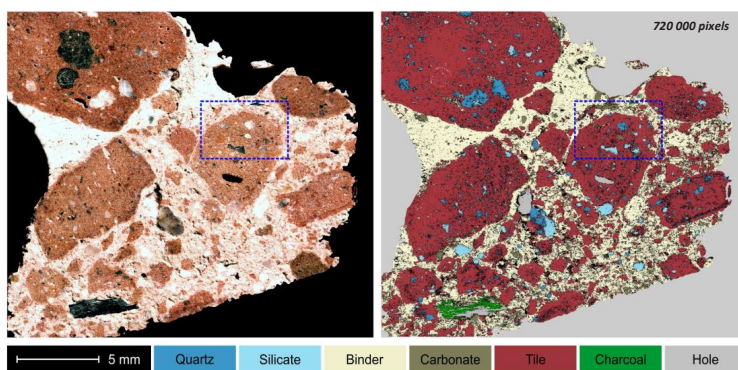 720 000 pixels
5 mm
Quartz
Silicate
Binder
Carbonate
Tile
Charcoal
Hole